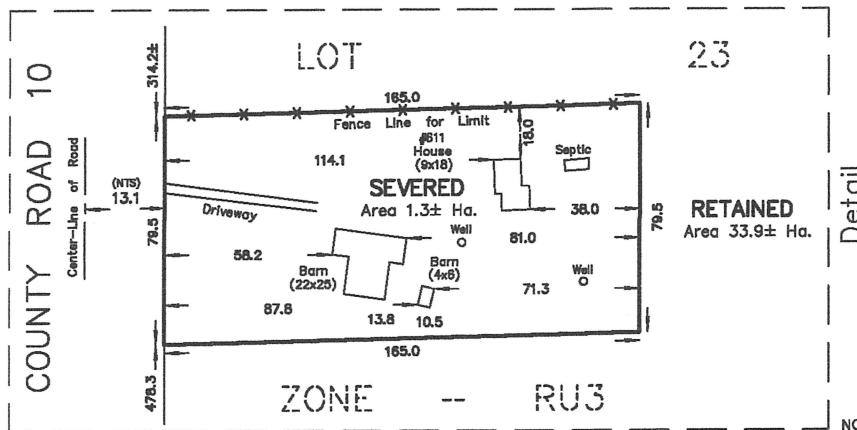 LOT 23
314.2±
165.0
Fence Line for Limit
#611
House
(9x18)
18.0
Septic
114.1
COUNTY ROAD 10
Center-Line of Road
(NTS)
13.1
Driveway
SEVERED
Area 1.3± Ha.
38.0
RETAINED
Area 33.9± Ha.
79.5
79.5
Detail
Well
81.0
58.2
Barn
(22x25)
Barn
(4x6)
Well
71.3
87.8
13.8
10.5
165.0
478.3
ZONE -- RU3